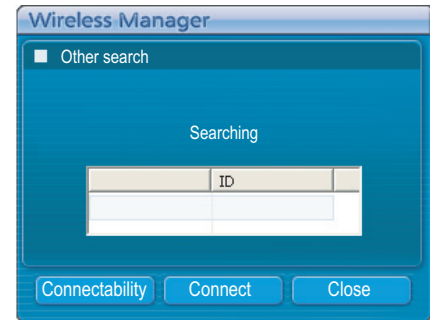 Wireless Manager
Other search
Searching
ID
Connectability Connect Close